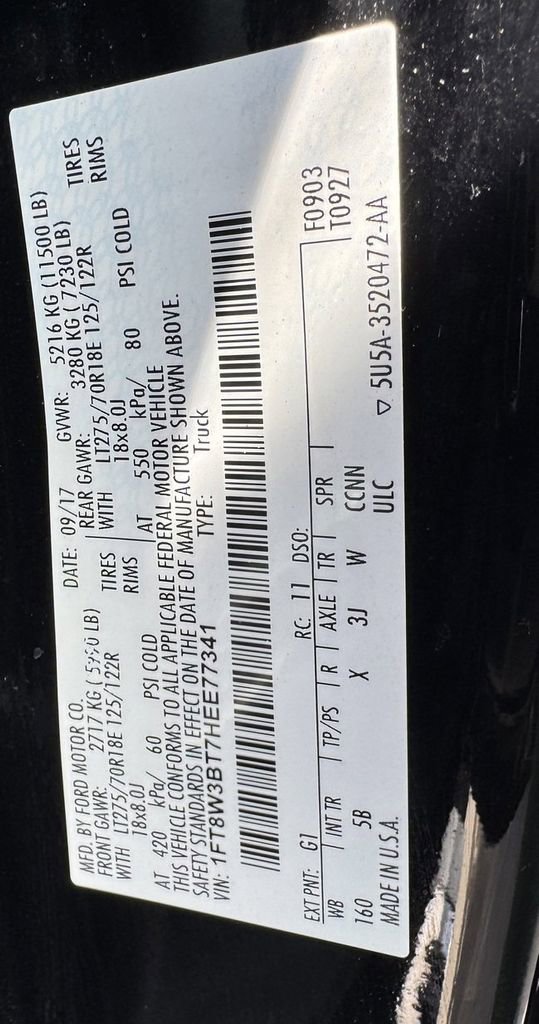 MFD. BY FORD MOTOR CO.
DATE: 09/17 GVWR: 5216 KG (11500 LB)
FRONT GAWR: 2717 KG ( LB) REAR GAWR: 3280 KG ( 7230 LB)
WITH LT275/70R18E 125/122R TIRES WITH LT275/70R18E 125/122R TIRES
18x8.0J RIMS 18x8.0J RIMS
AT 420 kPa/ 60 PSI COLD AT 550 kPa/ 80 PSI COLD
THIS VEHICLE CONFORMS TO ALL APPLICABLE FEDERAL MOTOR VEHICLE
SAFETY STANDARDS IN EFFECT ON THE DATE OF MANUFACTURE SHOWN ABOVE.
VIN: 1FT8W3BT7HEE77341 TYPE: Truck
EXT PNT: G1 RC: 11 DSO: F0903
WB INT TR TP/PS R AXLE TR SPR T0927
160 5B X 3J W CCNN
ULC
MADE IN U.S.A. ▽ 5U5A-3520472-AA